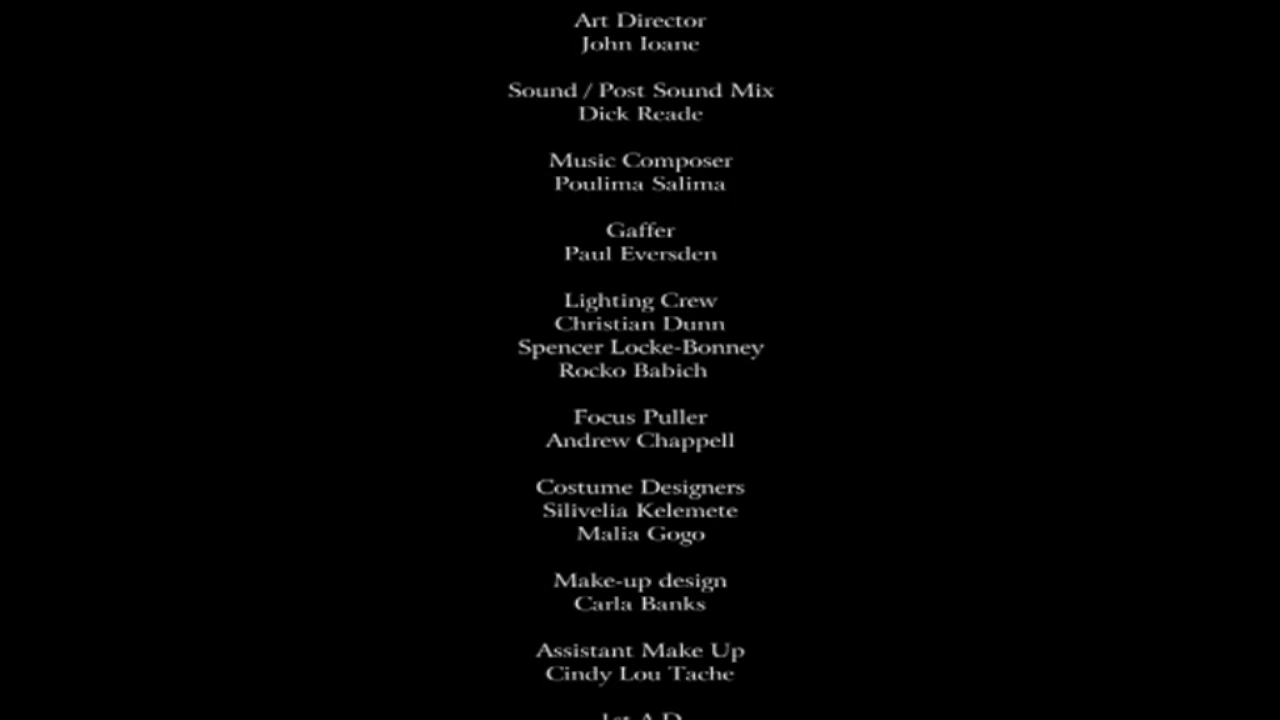 Art Director
John Ioane
Sound / Post Sound Mix
Dick Reade
Music Composer
Poulima Salima
Gaffer
Paul Eversden
Lighting Crew
Christian Dunn
Spencer Locke-Bonney
Rocko Babich
Focus Puller
Andrew Chappell
Costume Designers
Silivelia Kelemete
Malia Gogo
Make-up design
Carla Banks
Assistant Make Up
Cindy Lou Tache
1st A.D